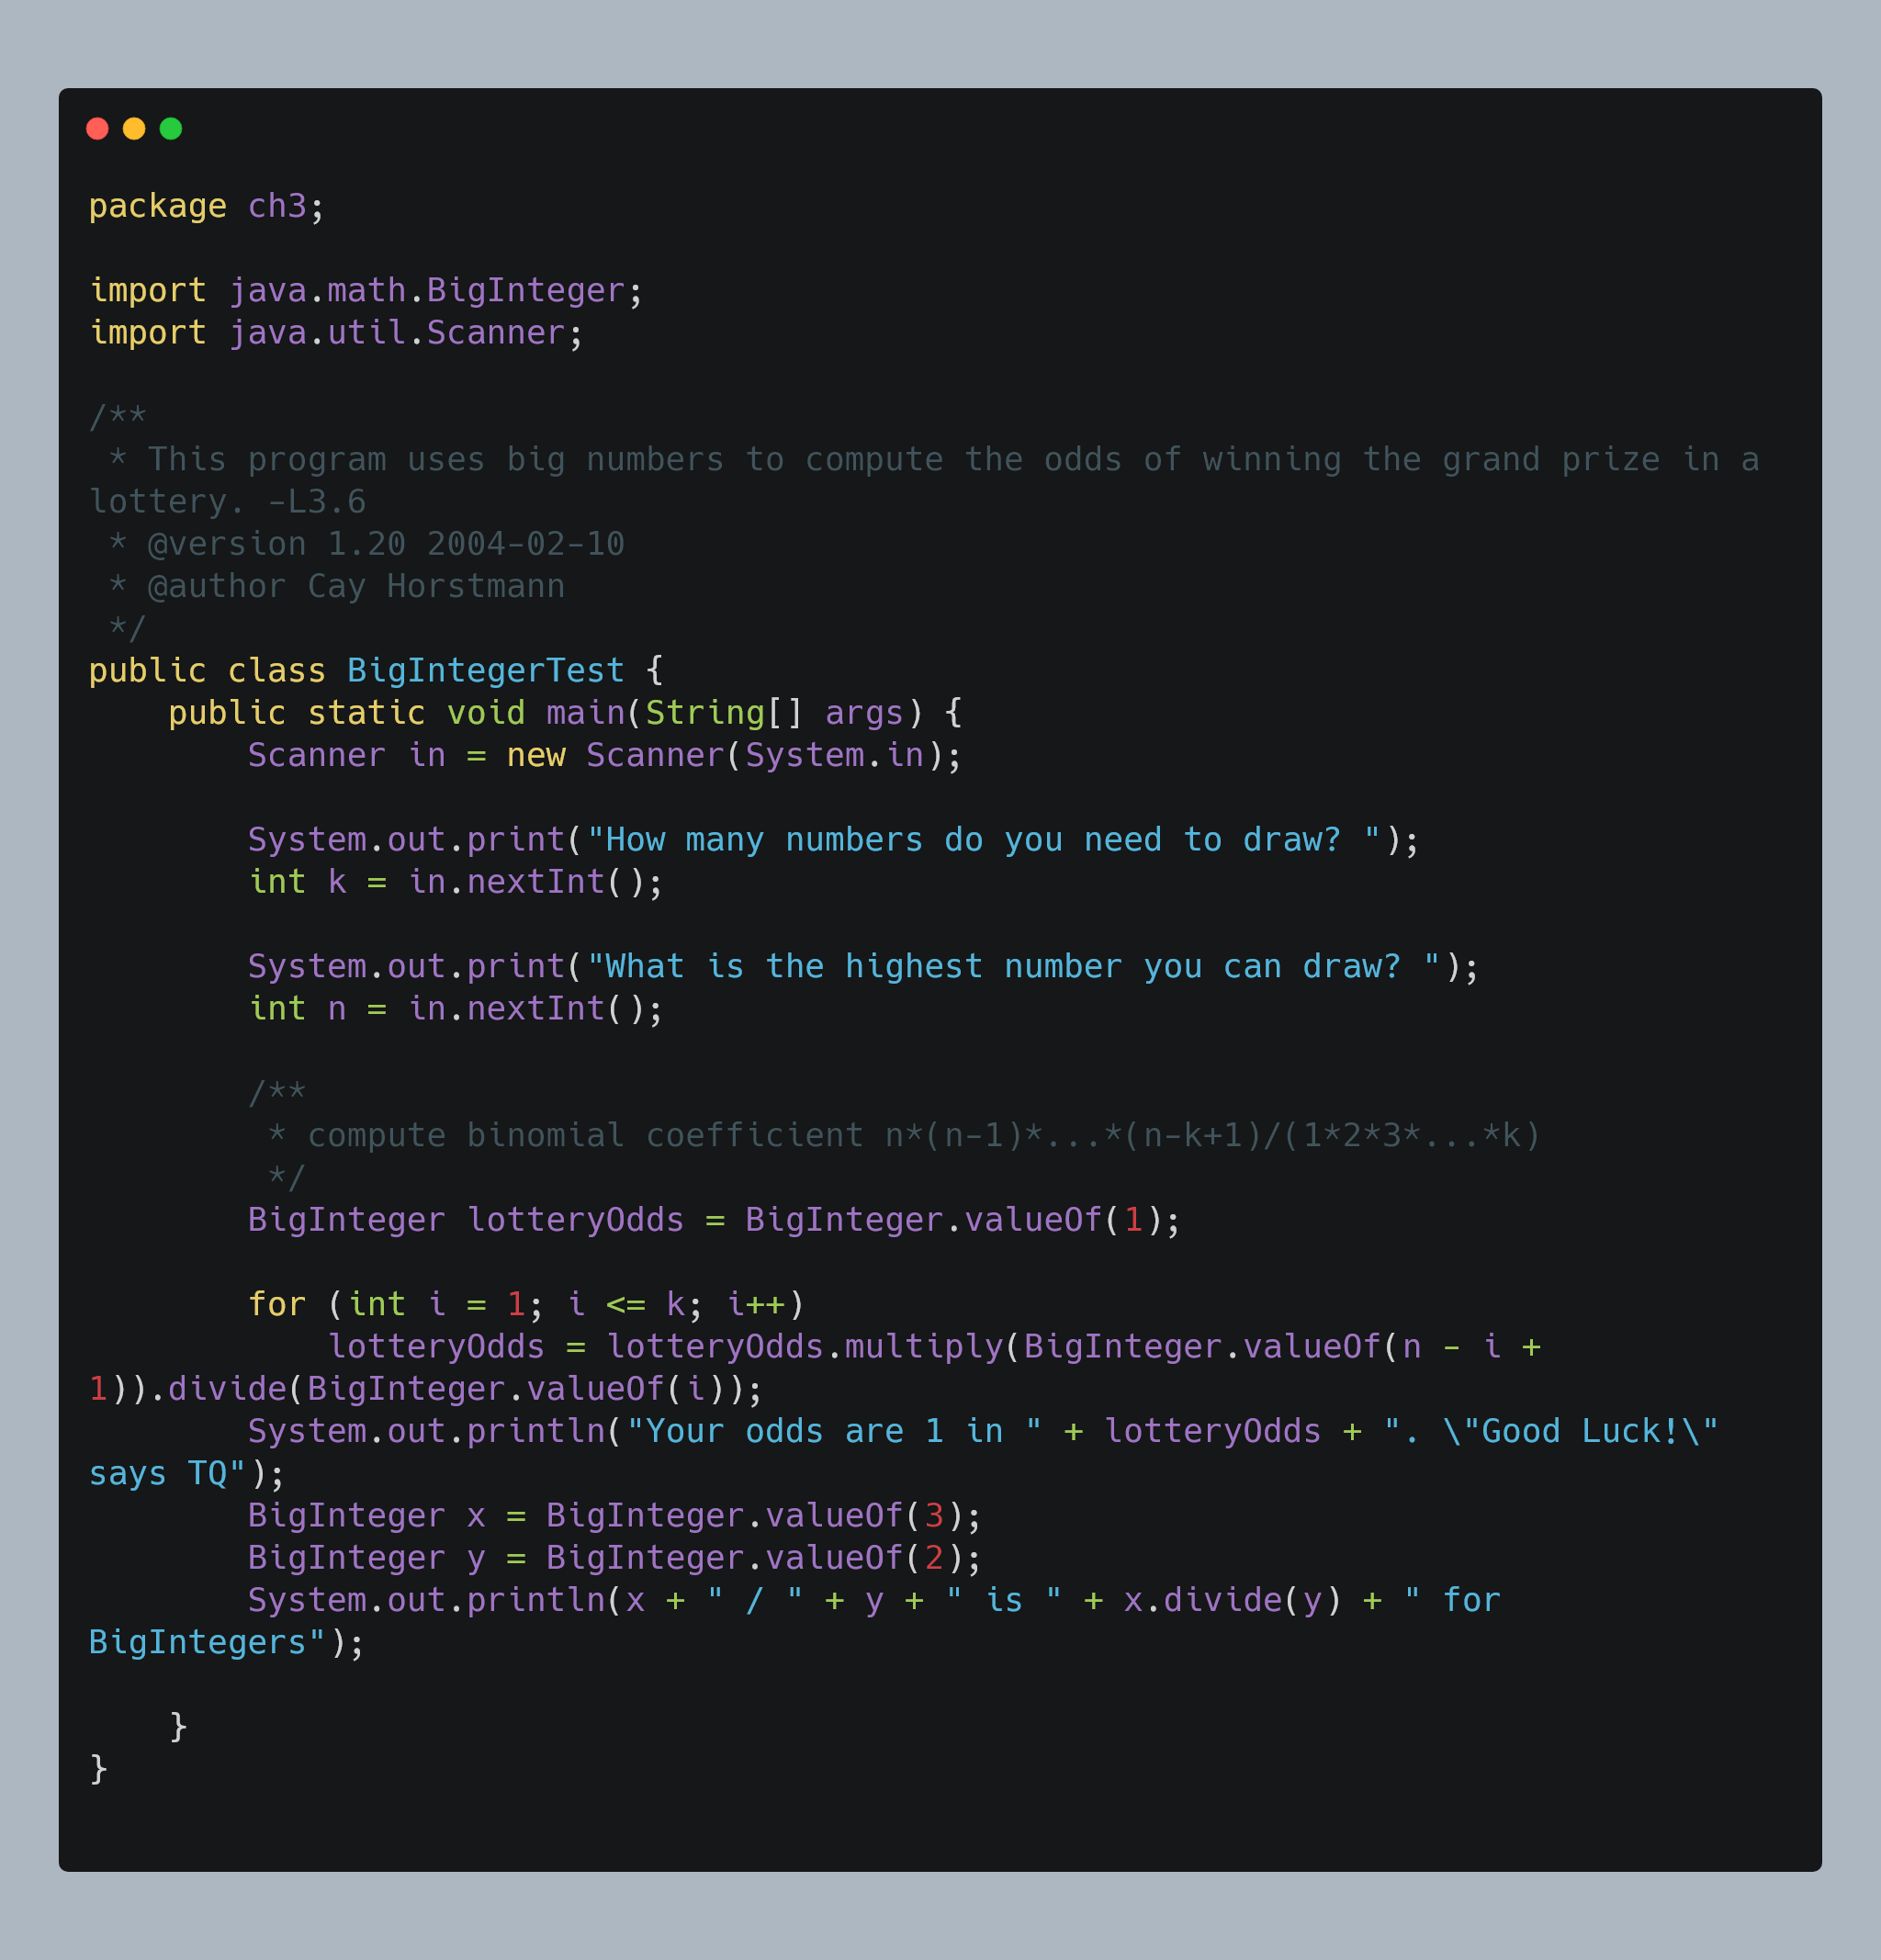 package ch3;

import java.math.BigInteger;
import java.util.Scanner;

/**
 * This program uses big numbers to compute the odds of winning the grand prize in a
lottery. -L3.6
 * @version 1.20 2004-02-10
 * @author Cay Horstmann
 */
public class BigIntegerTest {
    public static void main(String[] args) {
        Scanner in = new Scanner(System.in);

        System.out.print("How many numbers do you need to draw? ");
        int k = in.nextInt();

        System.out.print("What is the highest number you can draw? ");
        int n = in.nextInt();

        /**
         * compute binomial coefficient n*(n-1)*...*(n-k+1)/(1*2*3*...*k)
         */
        BigInteger lotteryOdds = BigInteger.valueOf(1);

        for (int i = 1; i <= k; i++)
            lotteryOdds = lotteryOdds.multiply(BigInteger.valueOf(n - i +
1)).divide(BigInteger.valueOf(i));
        System.out.println("Your odds are 1 in " + lotteryOdds + ". \"Good Luck!\"
says TQ");
        BigInteger x = BigInteger.valueOf(3);
        BigInteger y = BigInteger.valueOf(2);
        System.out.println(x + " / " + y + " is " + x.divide(y) + " for
BigIntegers");

    }
}